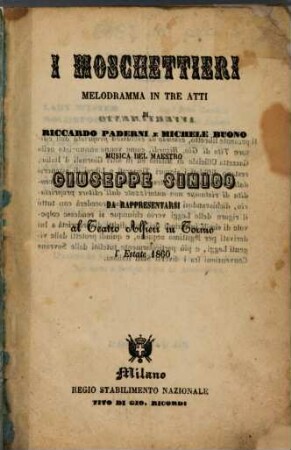 I MOSCHETTIERI
MELODRAMMA IN TRE ATTI
DI
RICCARDO PADERNI E MICHELE BUONO
MUSICA DEL MAESTRO
GIUSEPPE SINICO
DA RAPPRESENTARSI
al Teatro Alfieri in Torino
l'Estate 1860
Milano
REGIO STABILIMENTO NAZIONALE
TITO DI GIO. RICORDI